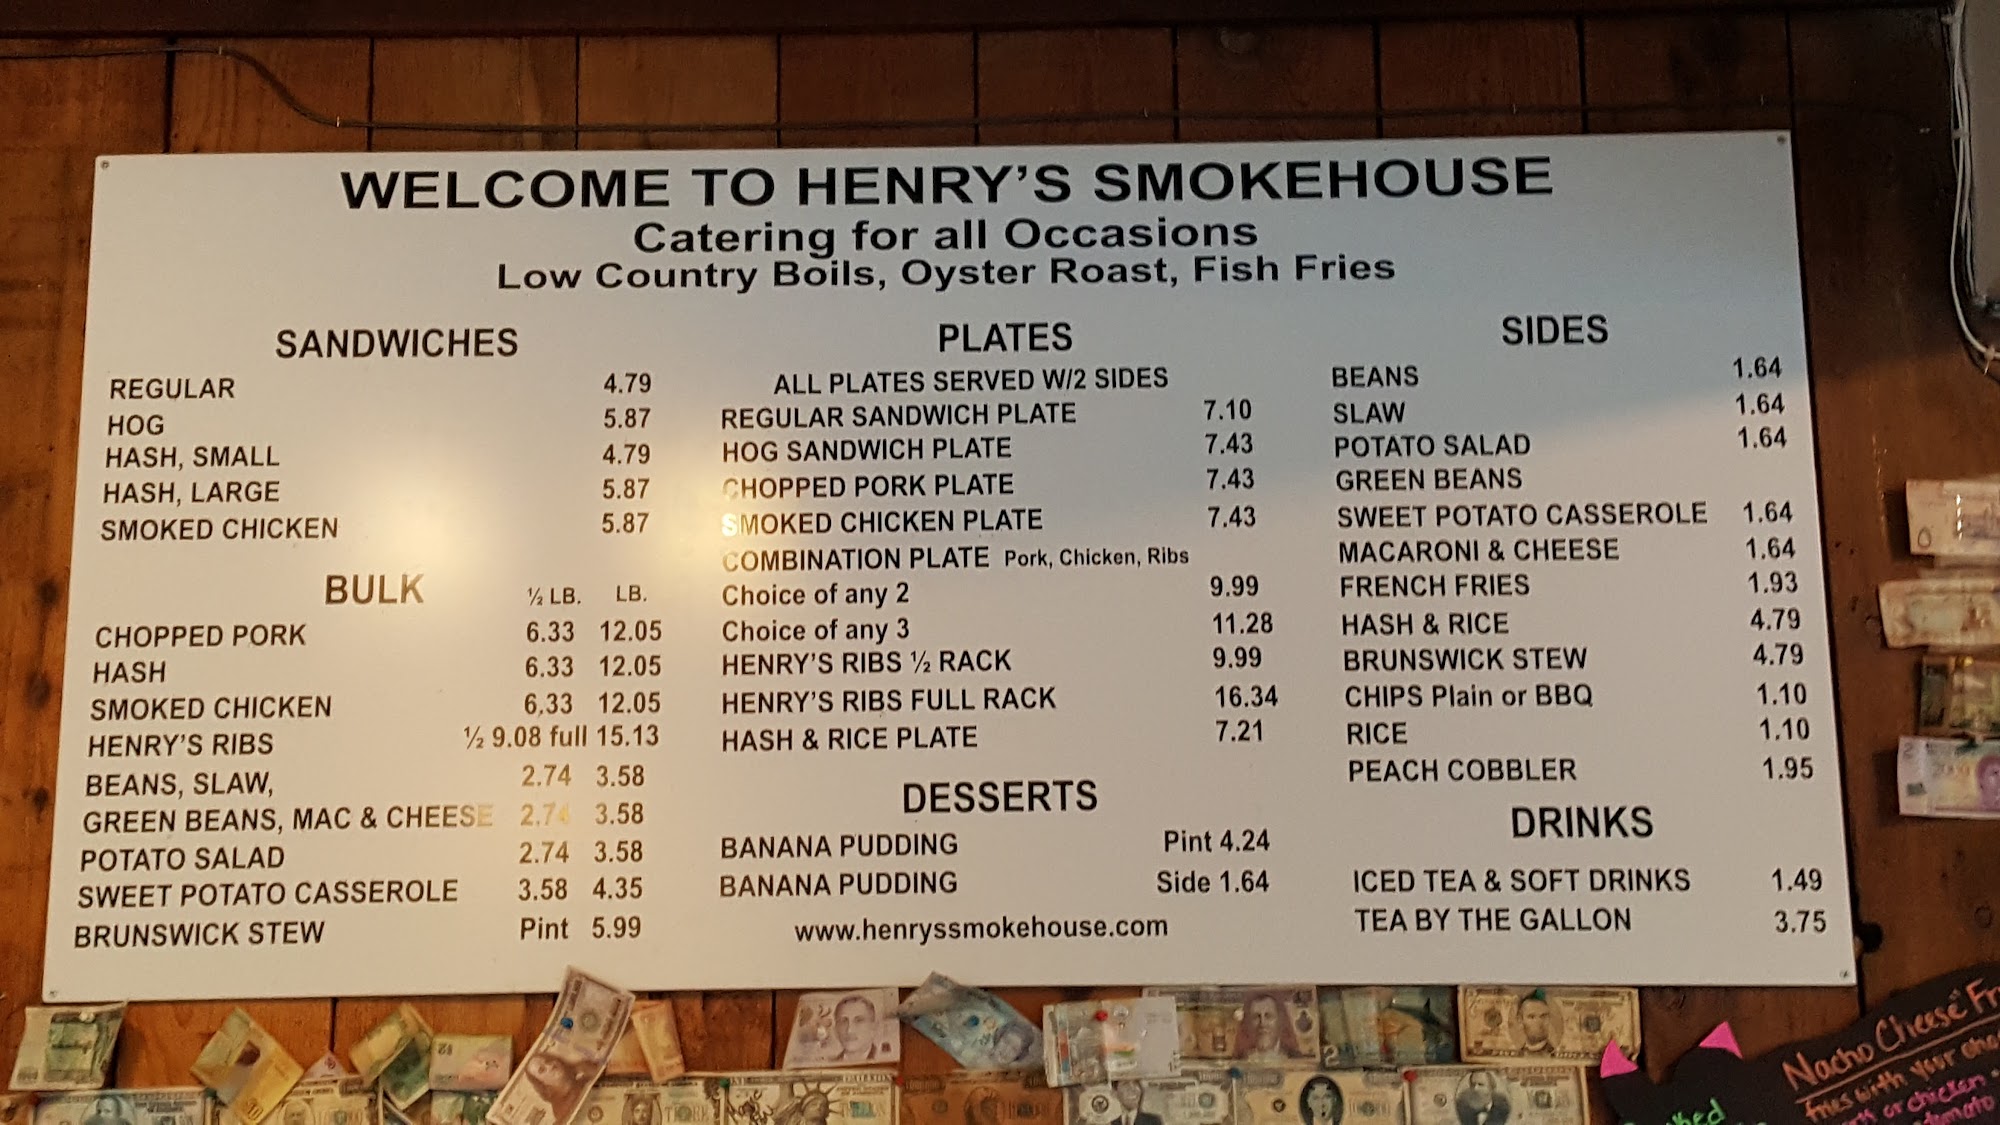 WELCOME TO HENRY'S SMOKEHOUSE
Catering for all Occasions
Low Country Boils, Oyster Roast, Fish Fries
SANDWICHES
REGULAR 4.79
HOG 5.87
HASH, SMALL 4.79
HASH, LARGE 5.87
SMOKED CHICKEN 5.87
BULK ½ LB. LB.
CHOPPED PORK 6.33 12.05
HASH 6.33 12.05
SMOKED CHICKEN 6.33 12.05
HENRY'S RIBS ½ 9.08 full 15.13
BEANS, SLAW, 2.74 3.58
GREEN BEANS, MAC & CHEESE 2.74 3.58
POTATO SALAD 2.74 3.58
SWEET POTATO CASSEROLE 3.58 4.35
BRUNSWICK STEW Pint 5.99
PLATES
ALL PLATES SERVED W/2 SIDES
REGULAR SANDWICH PLATE 7.10
HOG SANDWICH PLATE 7.43
CHOPPED PORK PLATE 7.43
SMOKED CHICKEN PLATE 7.43
COMBINATION PLATE Pork, Chicken, Ribs
Choice of any 2 9.99
Choice of any 3 11.28
HENRY'S RIBS ½ RACK 9.99
HENRY'S RIBS FULL RACK 16.34
HASH & RICE PLATE 7.21
DESSERTS
BANANA PUDDING Pint 4.24
BANANA PUDDING Side 1.64
www.henryssmokehouse.com
SIDES
BEANS 1.64
SLAW 1.64
POTATO SALAD 1.64
GREEN BEANS
SWEET POTATO CASSEROLE 1.64
MACARONI & CHEESE 1.64
FRENCH FRIES 1.93
HASH & RICE 4.79
BRUNSWICK STEW 4.79
CHIPS Plain or BBQ 1.10
RICE 1.10
PEACH COBBLER 1.95
DRINKS
ICED TEA & SOFT DRINKS 1.49
TEA BY THE GALLON 3.75
Nacho Cheese
Fries with your
or chicken